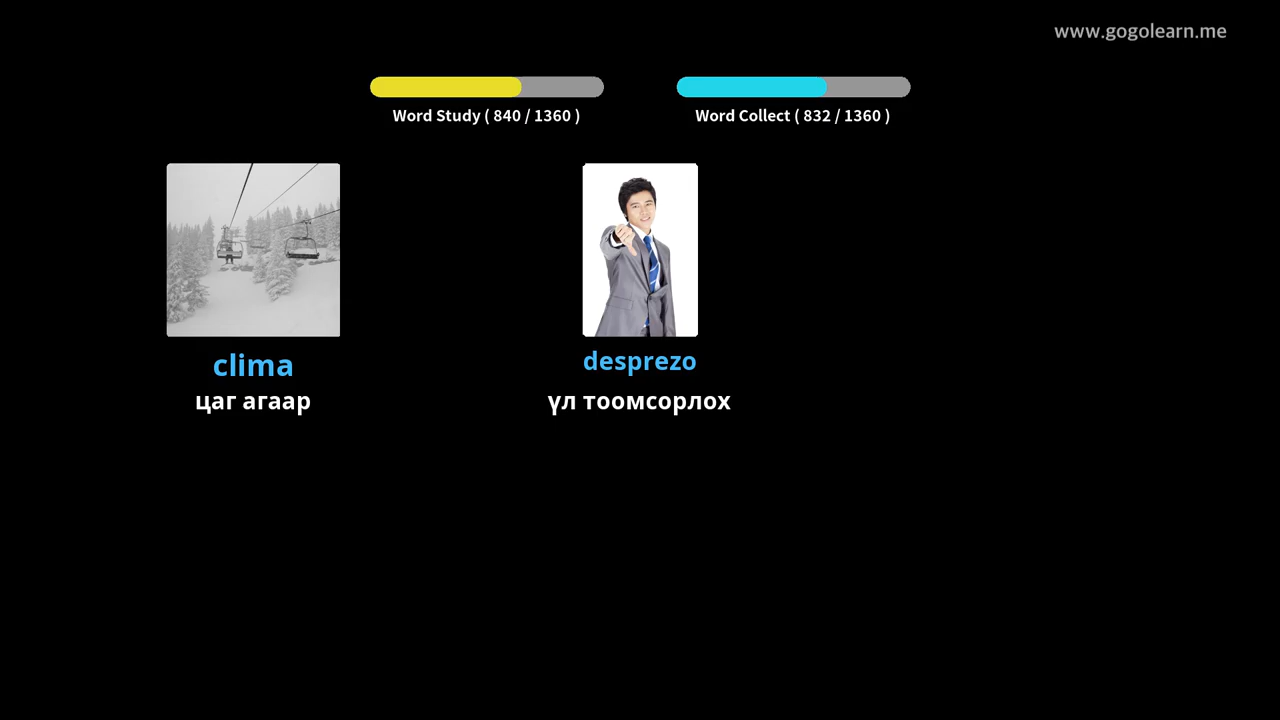 www.gogolearn.me
Word Study ( 840 / 1360 )
Word Collect ( 832 / 1360 )
clima
цаг агаар
desprezo
үл тоомсорлох